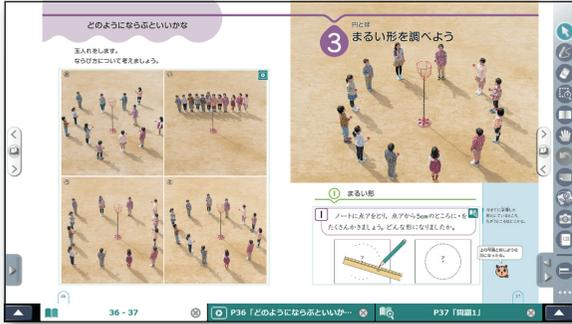 どのようにならぶといいかな
玉入れをします。
ならび方について考えましょう。
3
円と球
まるい形を調べよう
1 まるい形
1 ノートに点アをとり、点アから5cmのところに・を
たくさんかきましょう。どんな形になりましたか。
ア
36 - 37
P36「どのようにならぶといいか…
P37「問題1」